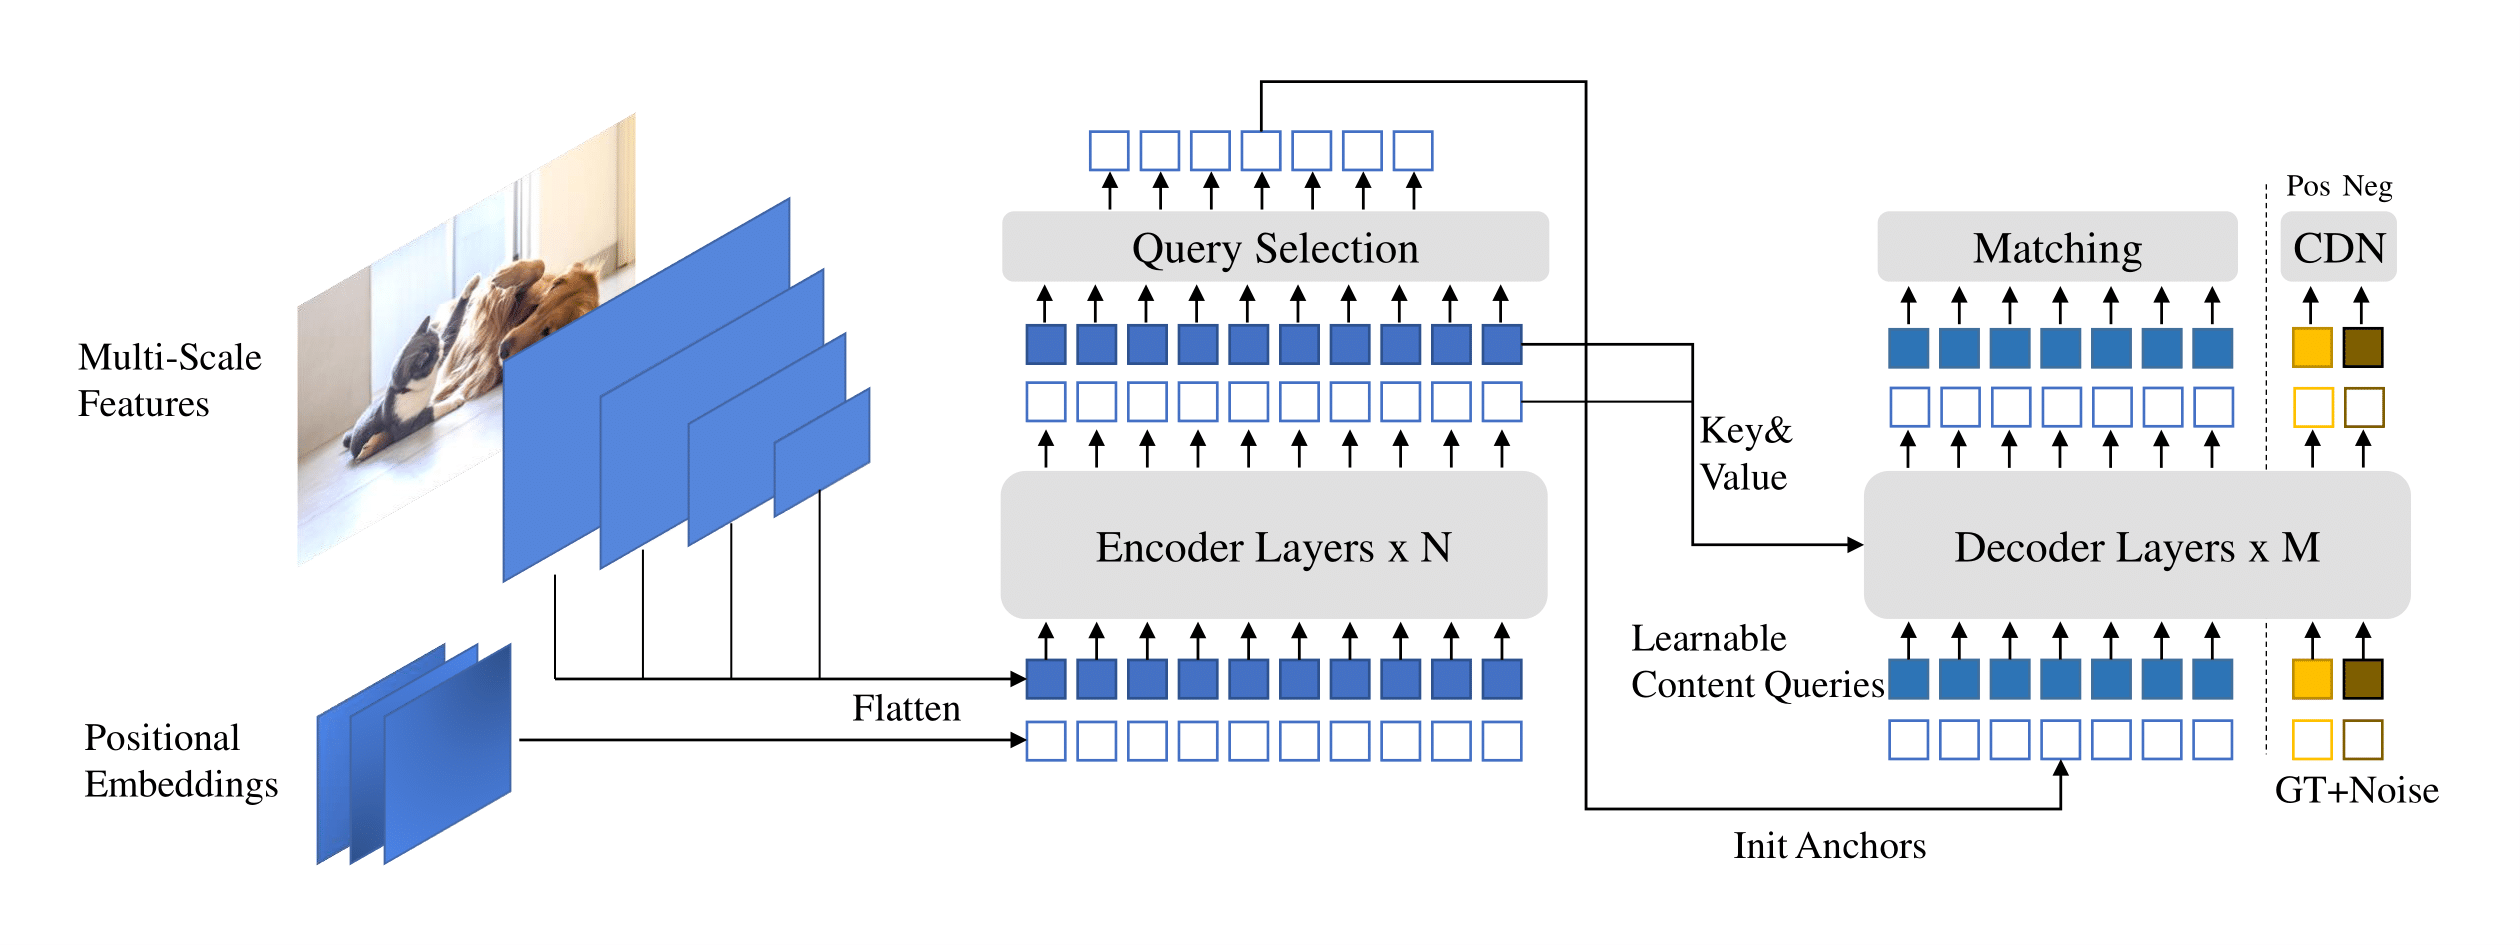 Multi-Scale
Features
Positional
Embeddings
Flatten
Query Selection
Encoder Layers x N
Key&
Value
Learnable
Content Queries
Init Anchors
Matching
Decoder Layers x M
Pos Neg
CDN
GT+Noise